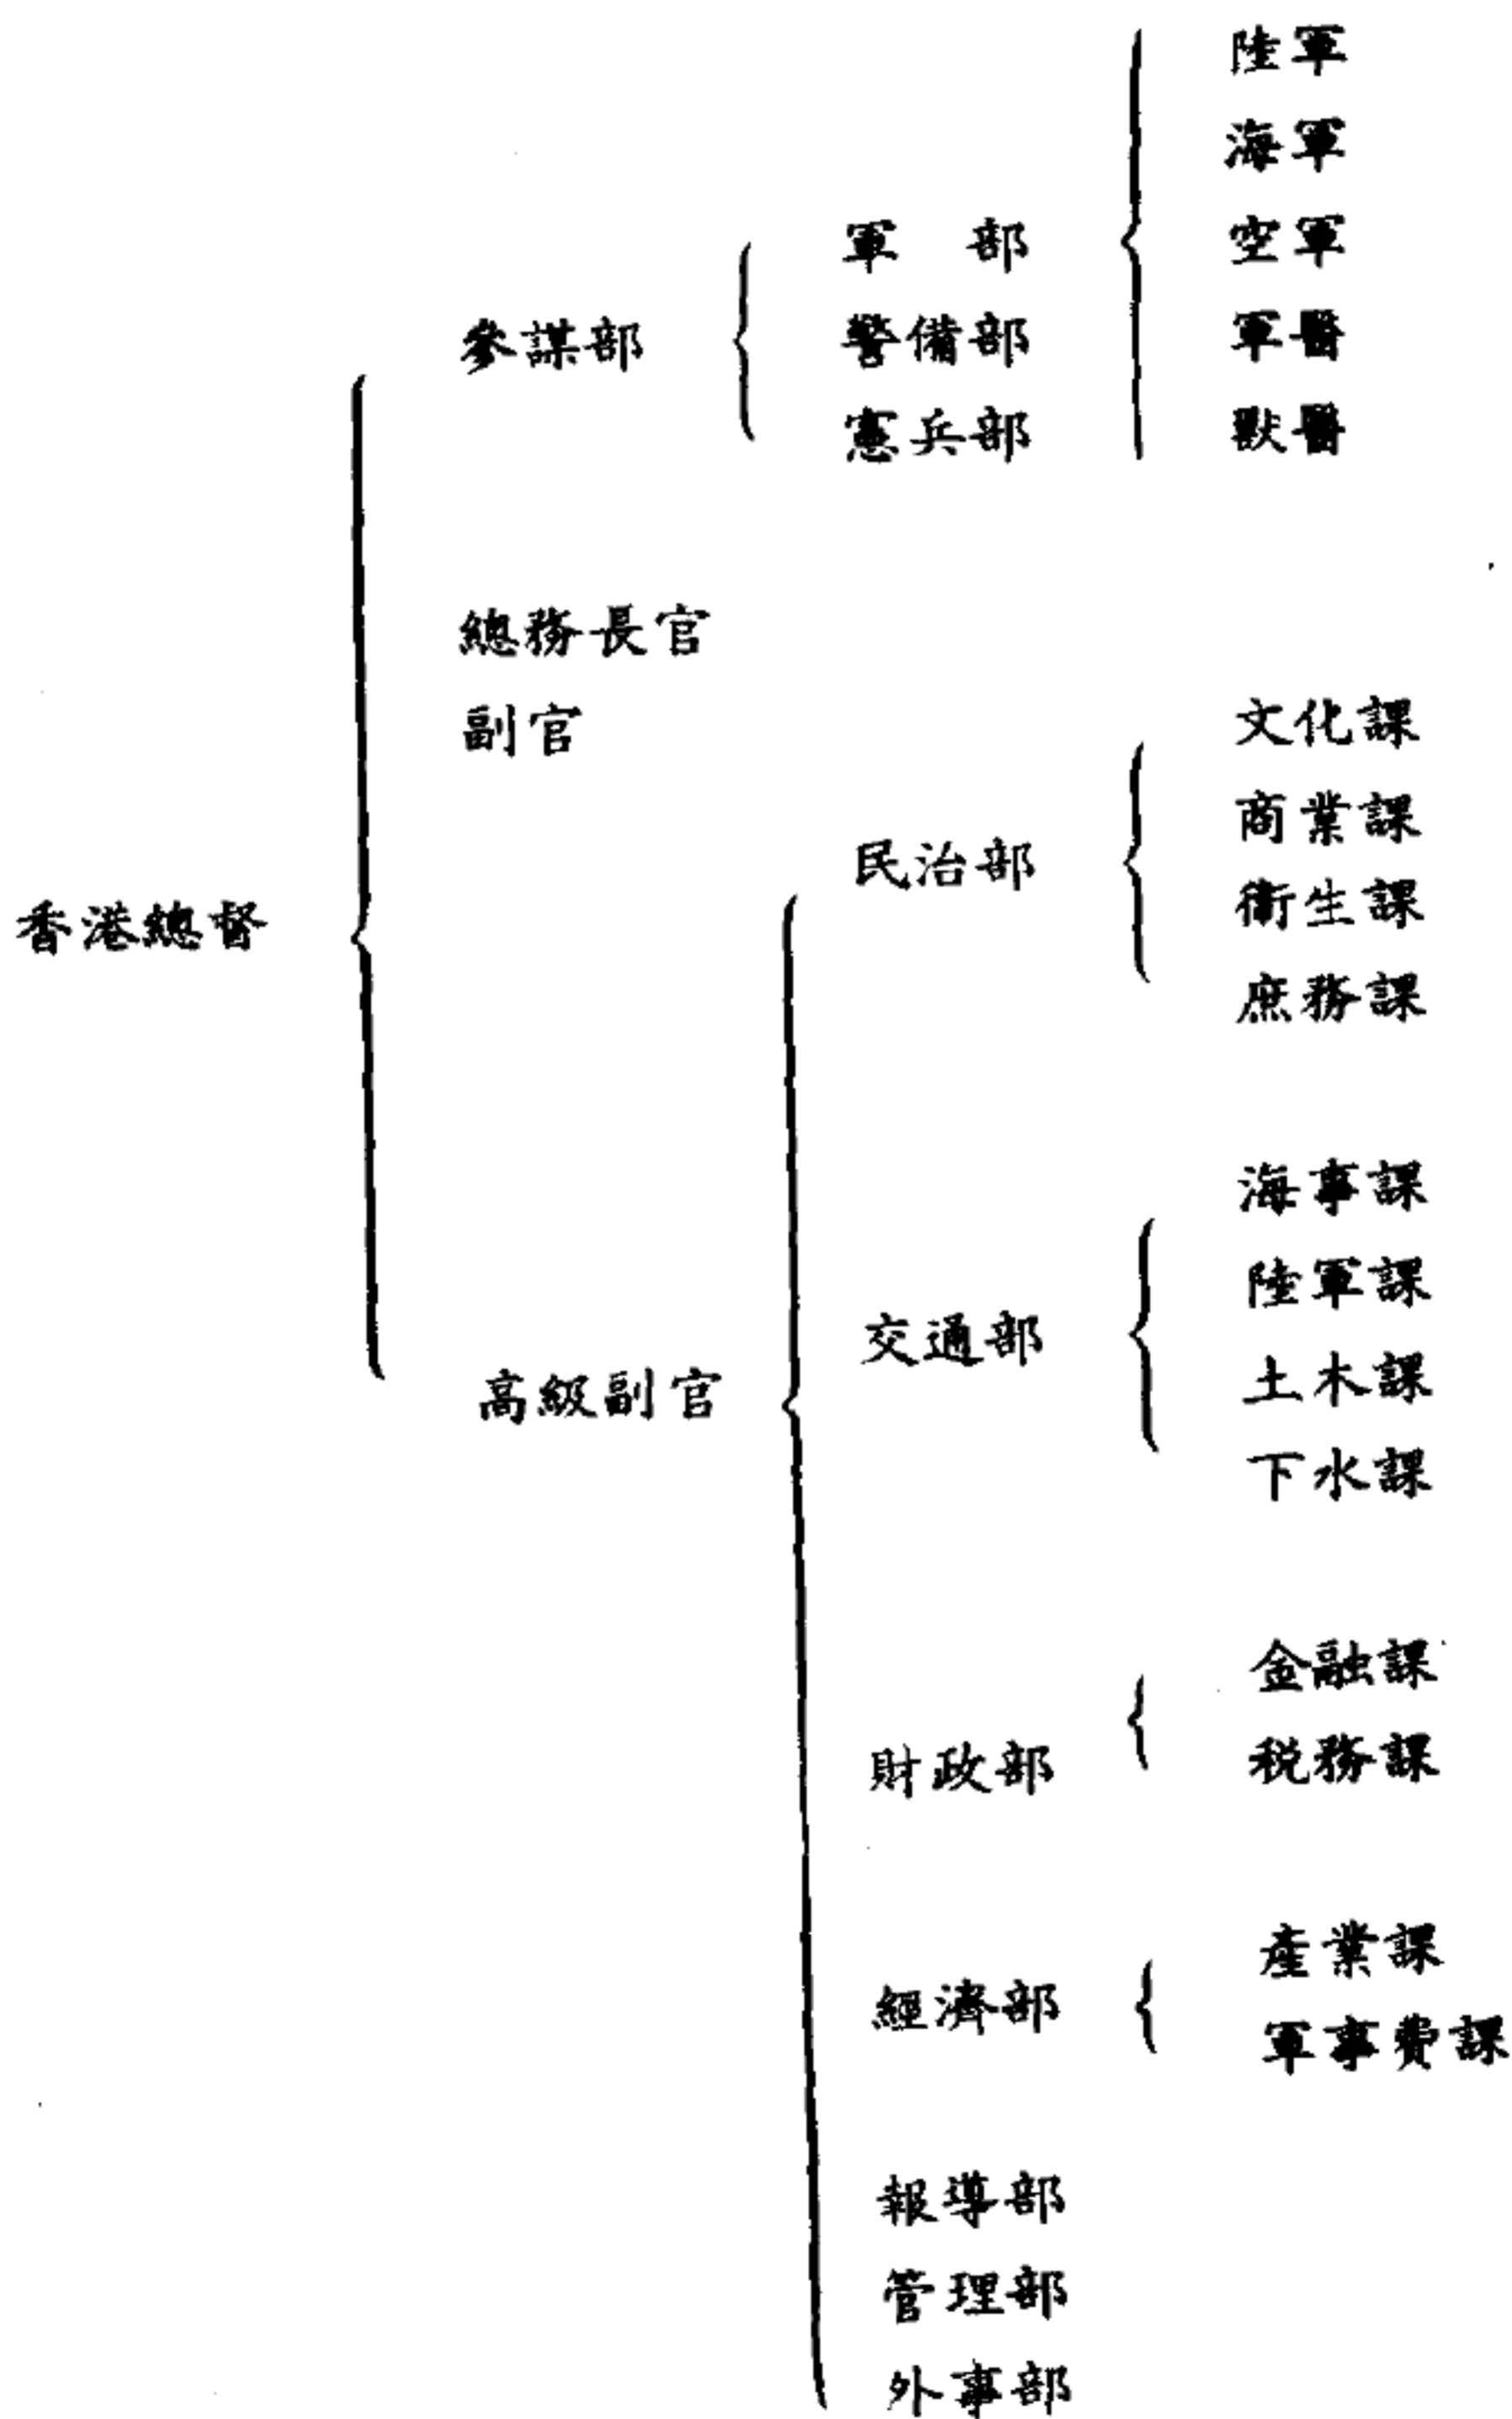 陸軍
海軍
空軍
軍醫
獸醫
軍部
警備部
憲兵部
參謀部
總務長官
副官
香港總督
高級副官
民治部
文化課
商業課
衞生課
庶務課
交通部
海事課
陸軍課
土木課
下水課
財政部
金融課
税務課
經濟部
產業課
軍事費課
報導部
管理部
外事部